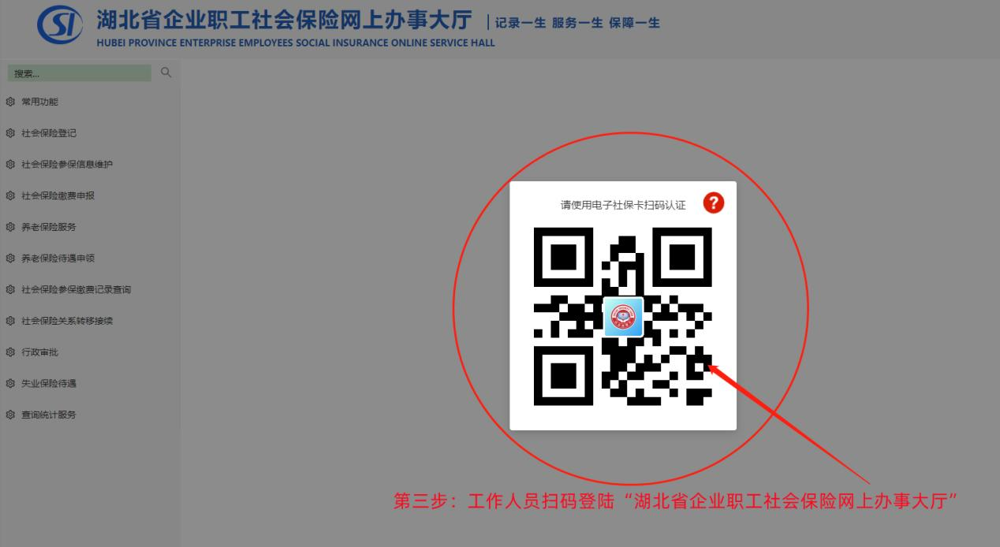 湖北省企业职工社会保险网上办事大厅 | 记录一生 服务一生 保障一生
HUBEI PROVINCE ENTERPRISE EMPLOYEES SOCIAL INSURANCE ONLINE SERVICE HALL
搜索...
常用功能
社会保险登记
社会保险参保信息维护
社会保险缴费申报
养老保险服务
养老保险待遇申领
社会保险参保缴费记录查询
社会保险关系转移接续
行政审批
失业保险待遇
查询统计服务
请使用电子社保卡扫码认证 ?
第三步：工作人员扫码登陆“湖北省企业职工社会保险网上办事大厅”